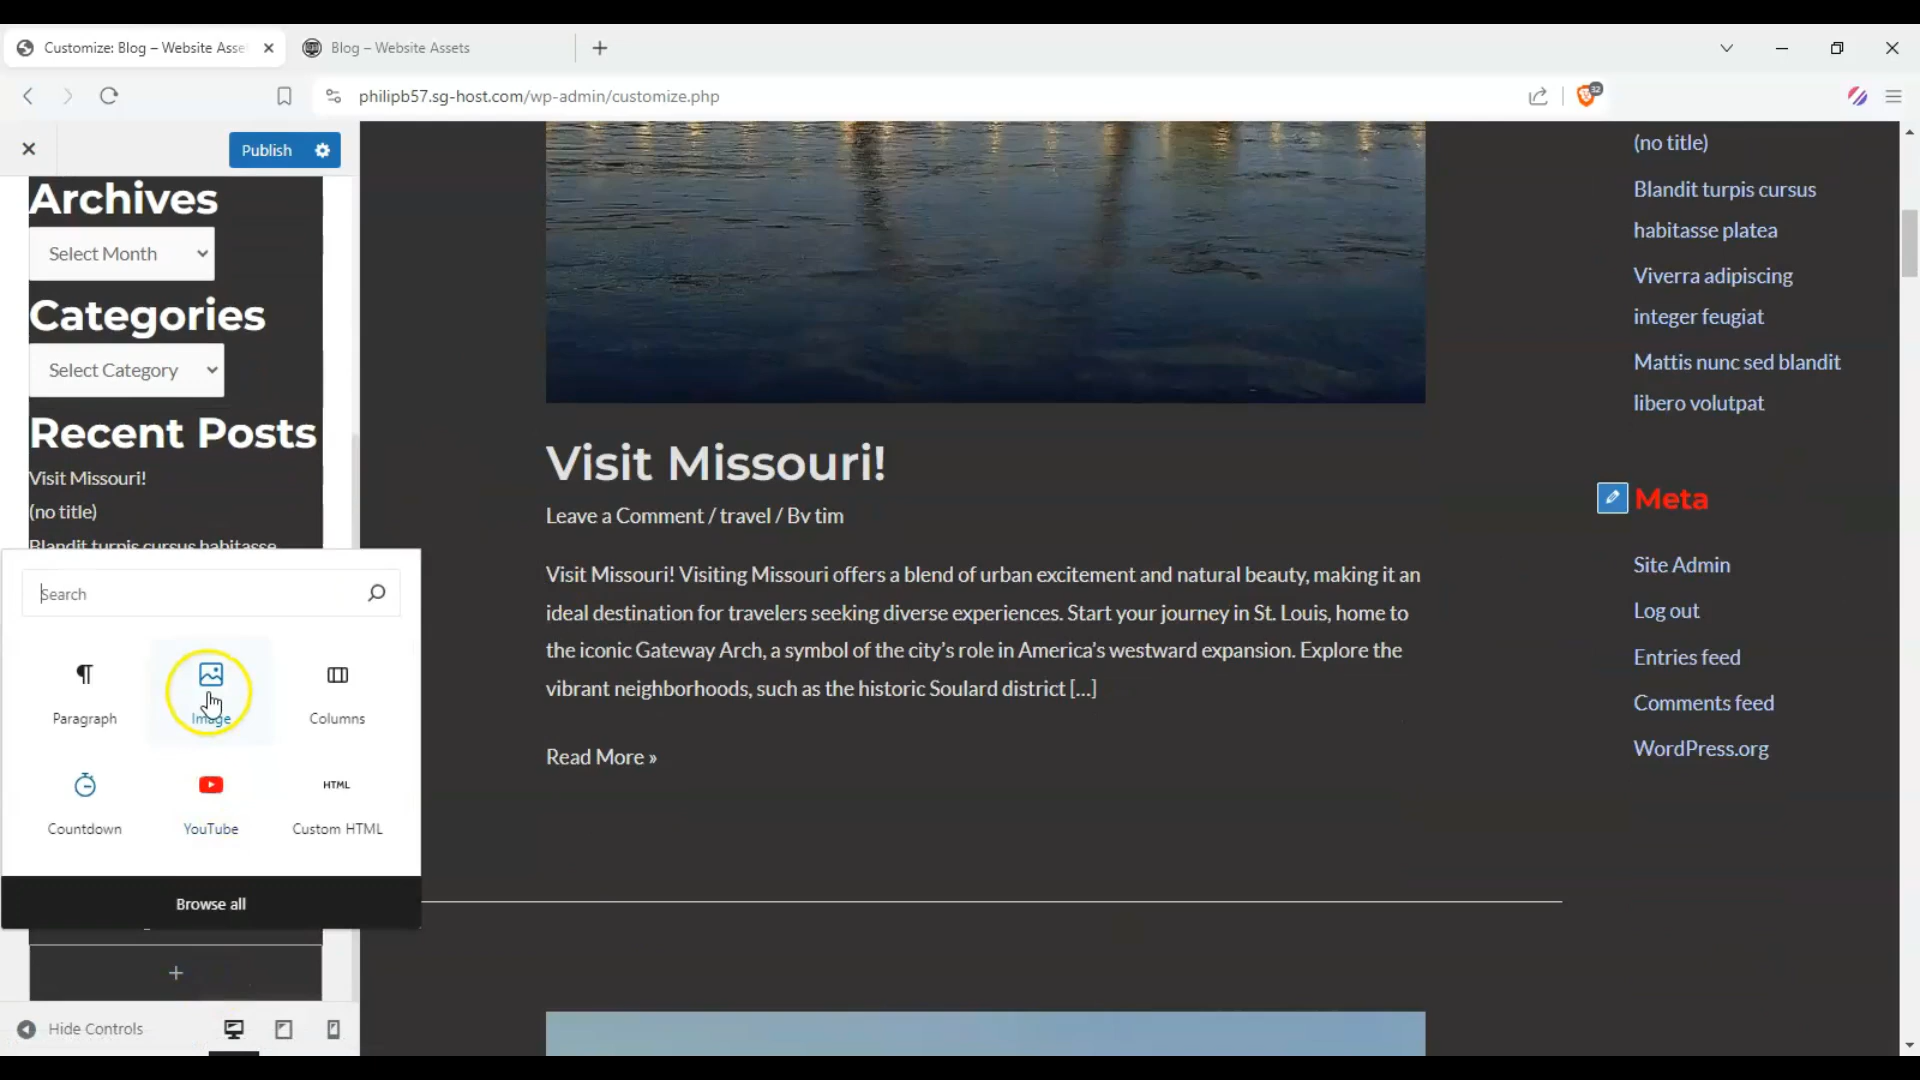 Customize: Blog – Website Asse
Blog – Website Assets
philipb57.sg-host.com/wp-admin/customize.php
32
Publish
Archives
Select Month
Categories
Select Category
Recent Posts
Visit Missouri!
(no title)
Blandit turpis cursus habitasse
Search
Paragraph
Image
Columns
Countdown
YouTube
HTML
Custom HTML
Browse all
Hide Controls
Visit Missouri!
Leave a Comment / travel / By tim
Visit Missouri! Visiting Missouri offers a blend of urban excitement and natural beauty, making it an
ideal destination for travelers seeking diverse experiences. Start your journey in St. Louis, home to
the iconic Gateway Arch, a symbol of the city's role in America's westward expansion. Explore the
vibrant neighborhoods, such as the historic Soulard district [...]
Read More »
(no title)
Blandit turpis cursus
habitasse platea
Viverra adipiscing
integer feugiat
Mattis nunc sed blandit
libero volutpat
Meta
Site Admin
Log out
Entries feed
Comments feed
WordPress.org